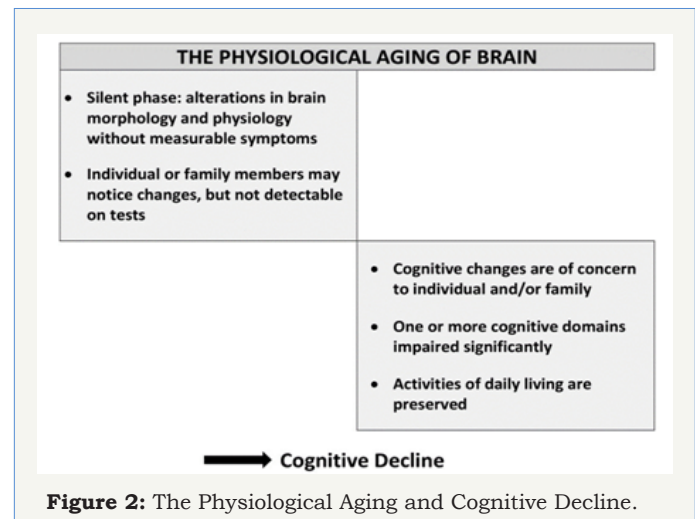 THE PHYSIOLOGICAL AGING OF BRAIN
• Silent phase: alterations in brain
morphology and physiology
without measurable symptoms
• Individual or family members may
notice changes, but not detectable
on tests
• Cognitive changes are of concern
to individual and/or family
• One or more cognitive domains
impaired significantly
• Activities of daily living are
preserved
Cognitive Decline
Figure 2: The Physiological Aging and Cognitive Decline.